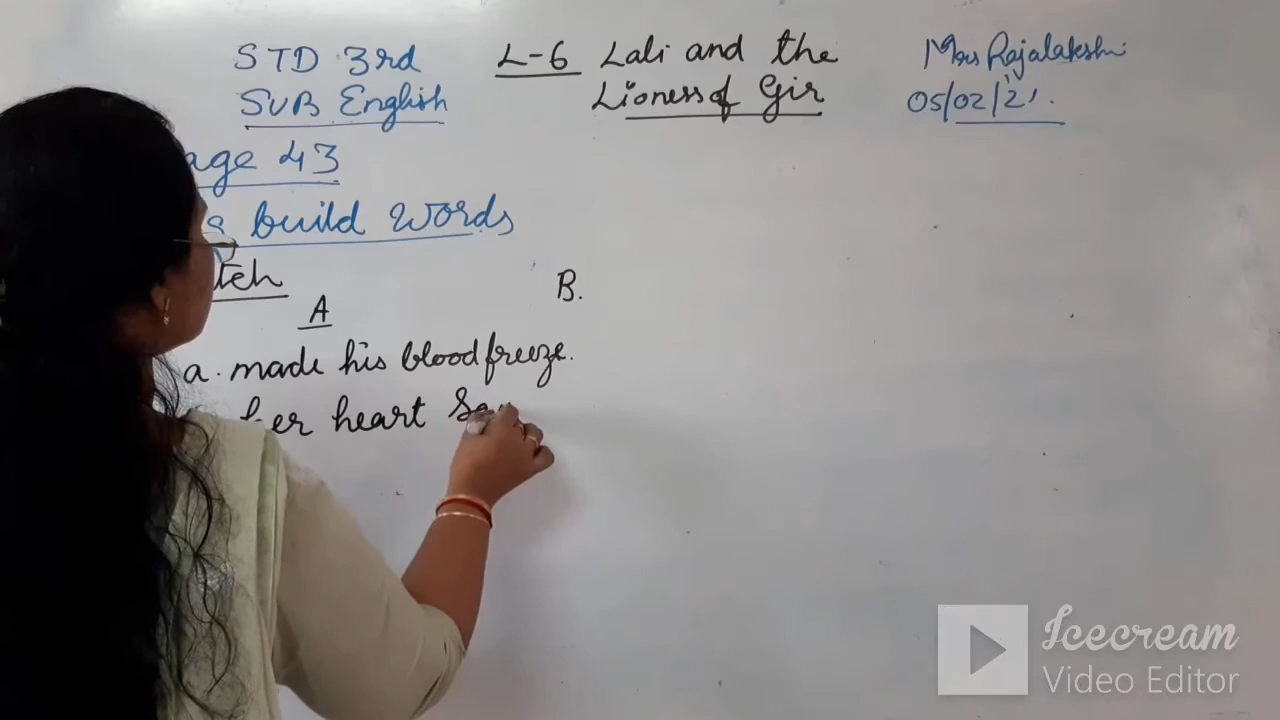 STD 3rd
SUB English
L-6 Lali and the
Lioness of Gir
Mrs Rajalakshmi
05/02/21.
age 43
s build words
tch
A
B.
a. made his blood freeze.
her heart Sa
Icecream
Video Editor